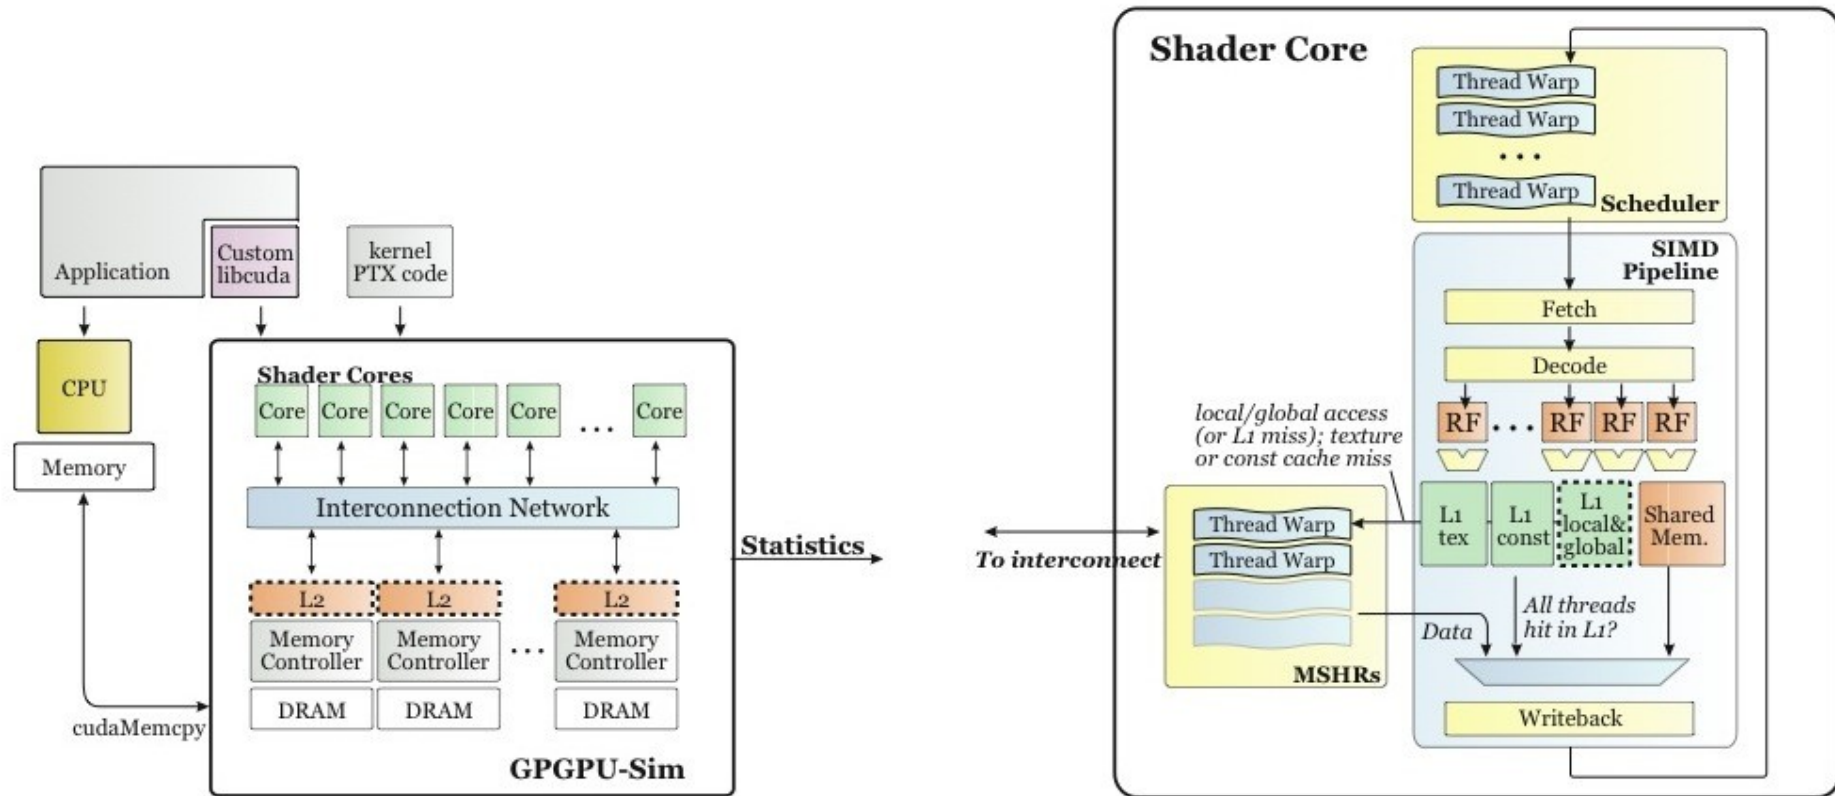 Application
Custom
libcuda
kernel
PTX code
CPU
Memory
cudaMemcpy
Shader Cores
Core
Core
Core
Core
Core
...
Core
Interconnection Network
L2
L2
L2
Memory
Controller
Memory
Controller
...
Memory
Controller
DRAM
DRAM
DRAM
GPGPU-Sim
Statistics
Shader Core
Thread Warp
Thread Warp
...
Thread Warp
Scheduler
SIMD
Pipeline
Fetch
Decode
RF
...
RF
RF
RF
local/global access
(or L1 miss); texture
or const cache miss
L1
tex
L1
const
L1
local&
global
Shared
Mem.
To interconnect
Thread Warp
Thread Warp
MSHRs
Data
All threads
hit in L1?
Writeback